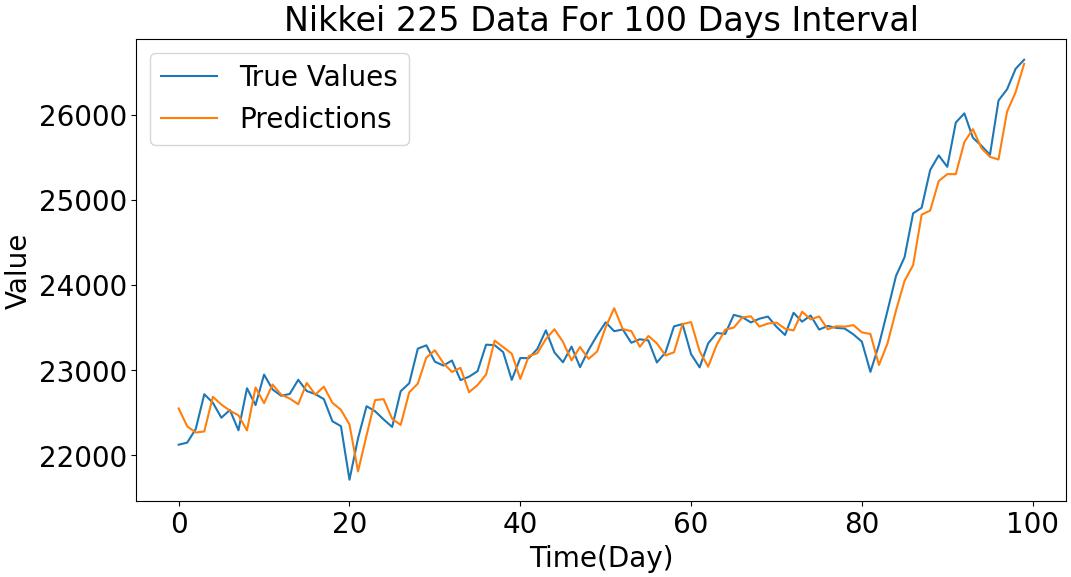 Nikkei 225 Data For 100 Days Interval
True Values
Predictions
26000
25000
24000
23000
22000
Value
0 20 40 60 80 100
Time(Day)